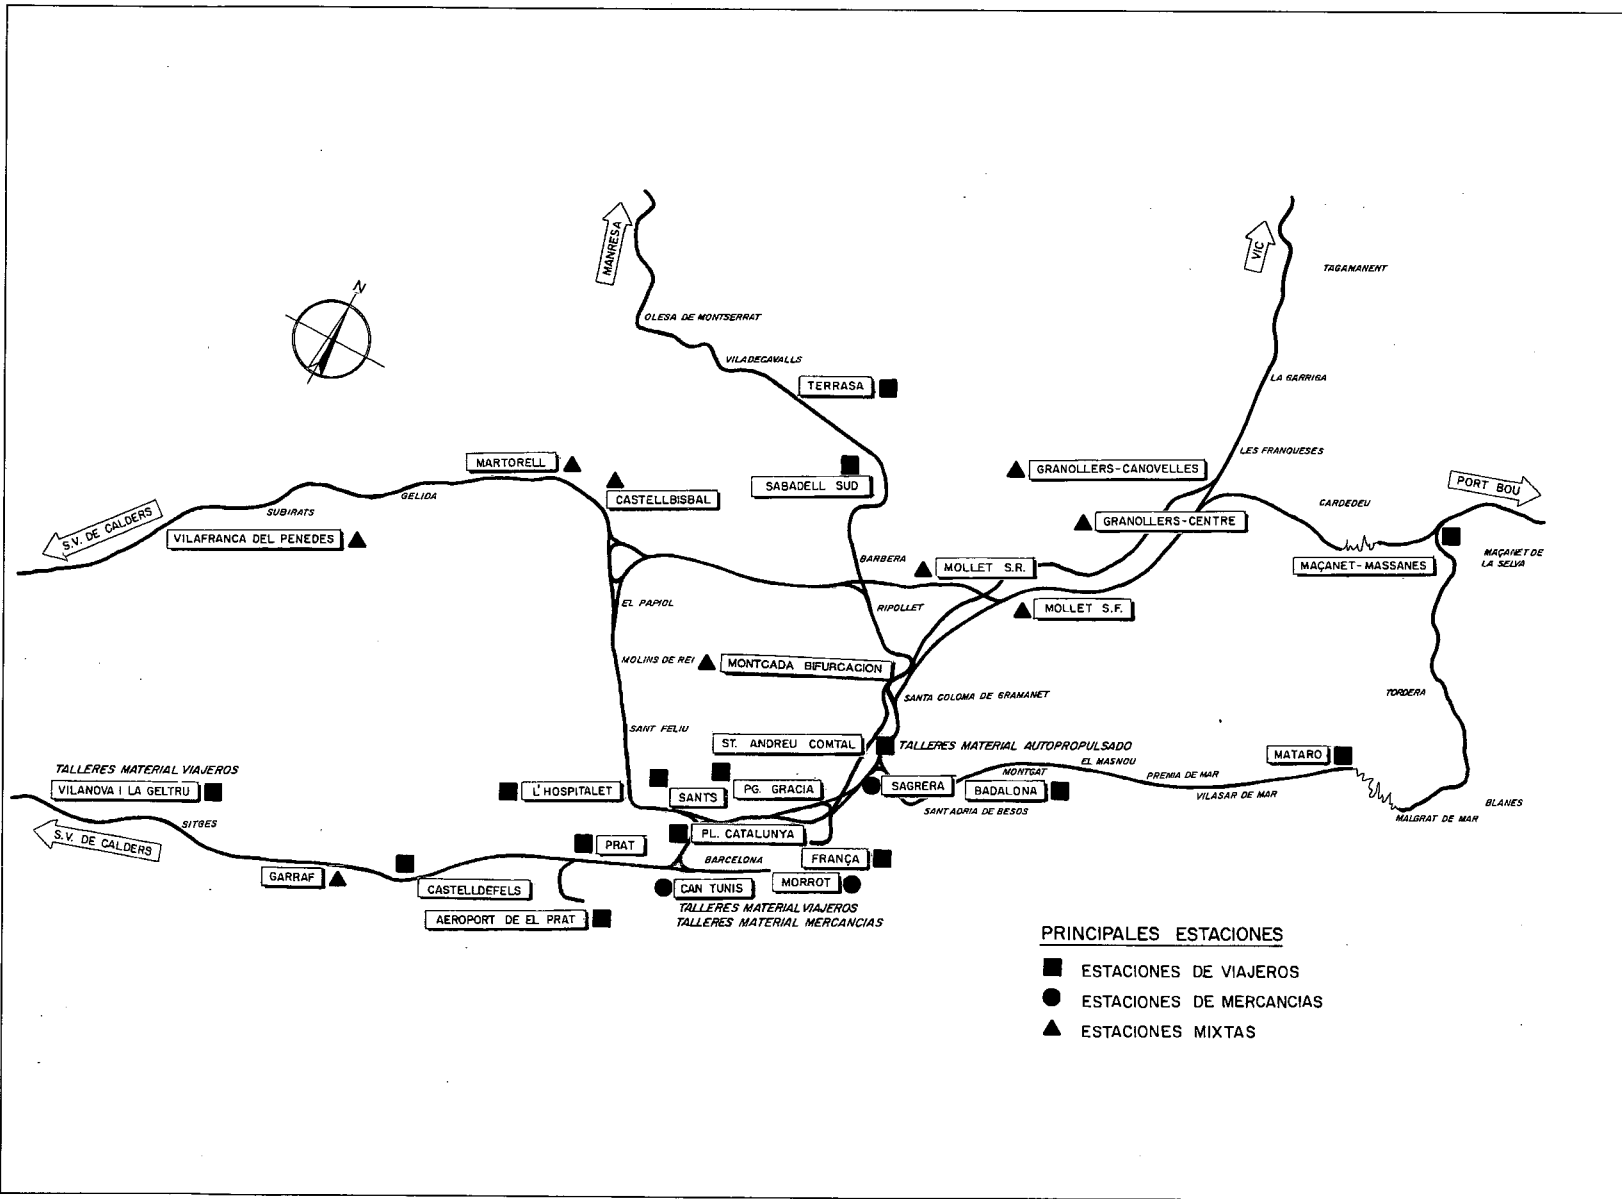 MANRESA
VIC
TAGAMANENT
N
OLESA DE MONTSERRAT
VILADECAVALLS
TERRASA
LA GARRIGA
LES FRANQUESES
MARTORELL
CASTELLBISBAL
SABADELL SUD
GRANOLLERS-CANOVELLES
PORT BOU
GELIDA
SUBIRATS
CARDEDEU
GRANOLLERS-CENTRE
S.V. DE CALDERS
VILAFRANCA DEL PENEDES
BARBERA
MOLLET S.R.
MAÇANET-MASSANES
MAÇANET DE
LA SELVA
EL PAPIOL
RIPOLLET
MOLLET S.F.
MOLINS DE REI
MONTCADA BIFURCACION
SANTA COLOMA DE GRAMANET
TORDERA
SANT FELIU
ST. ANDREU COMTAL
TALLERES MATERIAL AUTOPROPULSADO
EL MASNOU
MATARO
TALLERES MATERIAL VIAJEROS
VILANOVA I LA GELTRU
L'HOSPITALET
SANTS
PG. GRACIA
SAGRERA
MONTGAT
BADALONA
PREMIA DE MAR
VILASAR DE MAR
SANT ADRIA DE BESOS
BLANES
MALGRAT DE MAR
SITGES
S.V. DE CALDERS
PRAT
PL. CATALUNYA
BARCELONA
FRANÇA
GARRAF
CASTELLDEFELS
CAN TUNIS
MORROT
AEROPORT DE EL PRAT
TALLERES MATERIAL VIAJEROS
TALLERES MATERIAL MERCANCIAS
PRINCIPALES ESTACIONES
ESTACIONES DE VIAJEROS
ESTACIONES DE MERCANCIAS
ESTACIONES MIXTAS